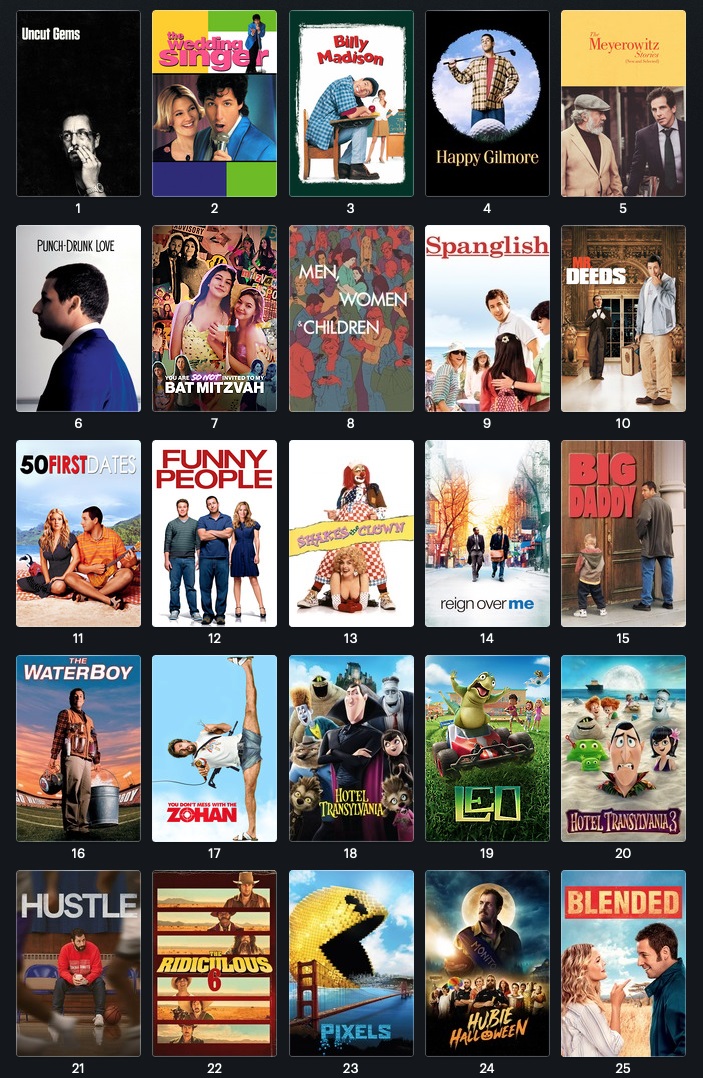 Uncut Gems
the
wedding
singer
Billy
Madison
Happy Gilmore
The
Meyerowitz
Stories
(New and Selected)
1
2
3
4
5
PUNCH-DRUNK LOVE
ADVISORY
YOU ARE SO NOT INVITED TO MY
BAT MITZVAH
MEN,
WOMEN
& CHILDREN
Spanglish
MR
DEEDS
6
7
8
9
10
50 FIRST DATES
FUNNY
PEOPLE
SHAKES THE CLOWN
reign over me
BIG
DADDY
11
12
13
14
15
THE
WATERBOY
YOU DON'T MESS WITH THE
ZOHAN
HOTEL
TRANSYLVANIA
LEO
HOTEL TRANSYLVANIA 3
16
17
18
19
20
HUSTLE
THE
RIDICULOUS
6
PIXELS
HUBIE
HALLOWEEN
BLENDED
21
22
23
24
25